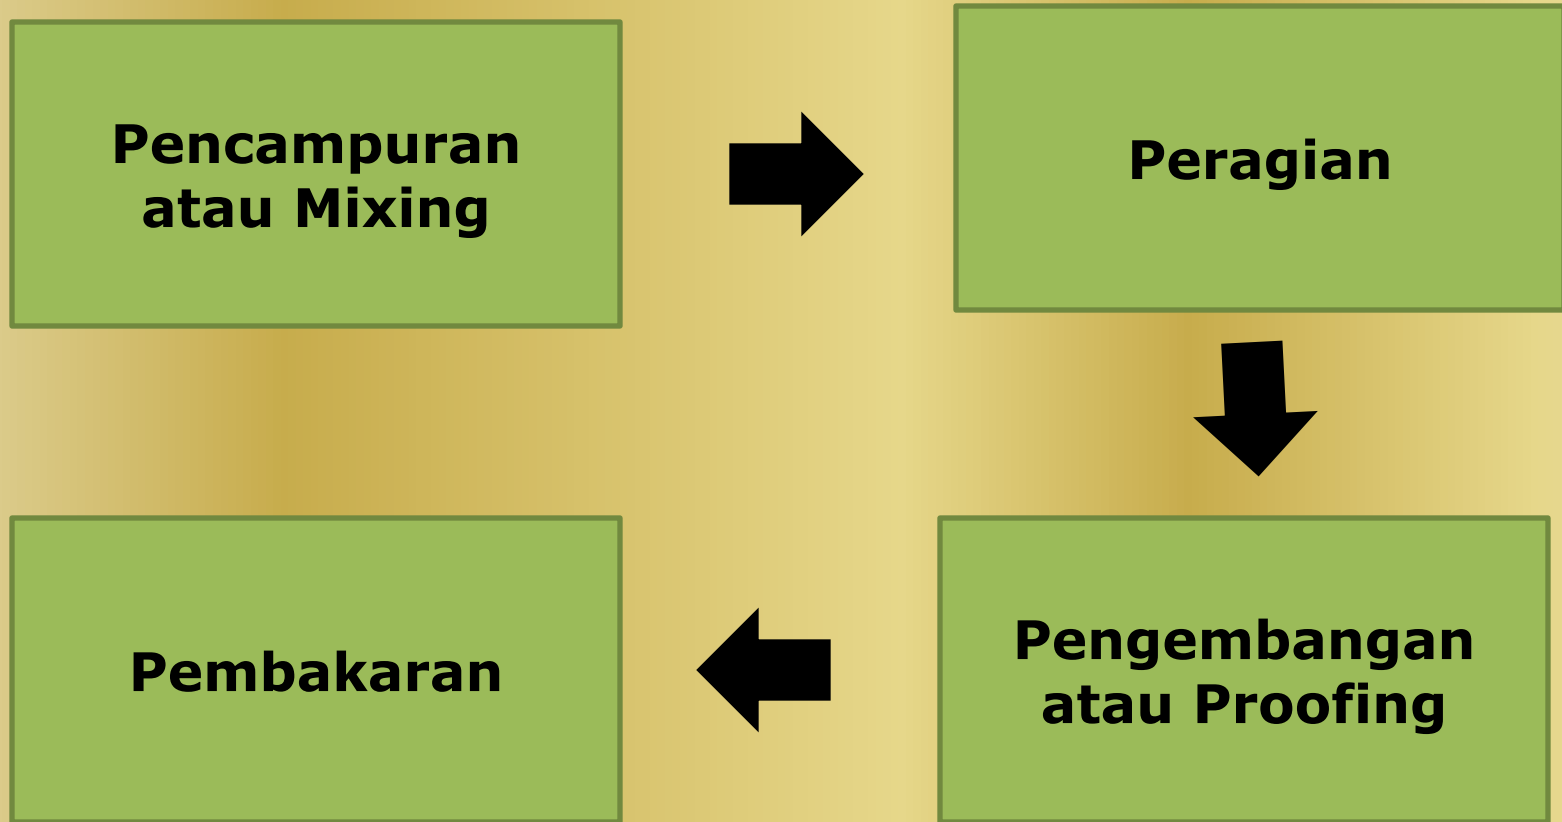 Pencampuran
atau Mixing
Peragian
Pengembangan
atau Proofing
Pembakaran